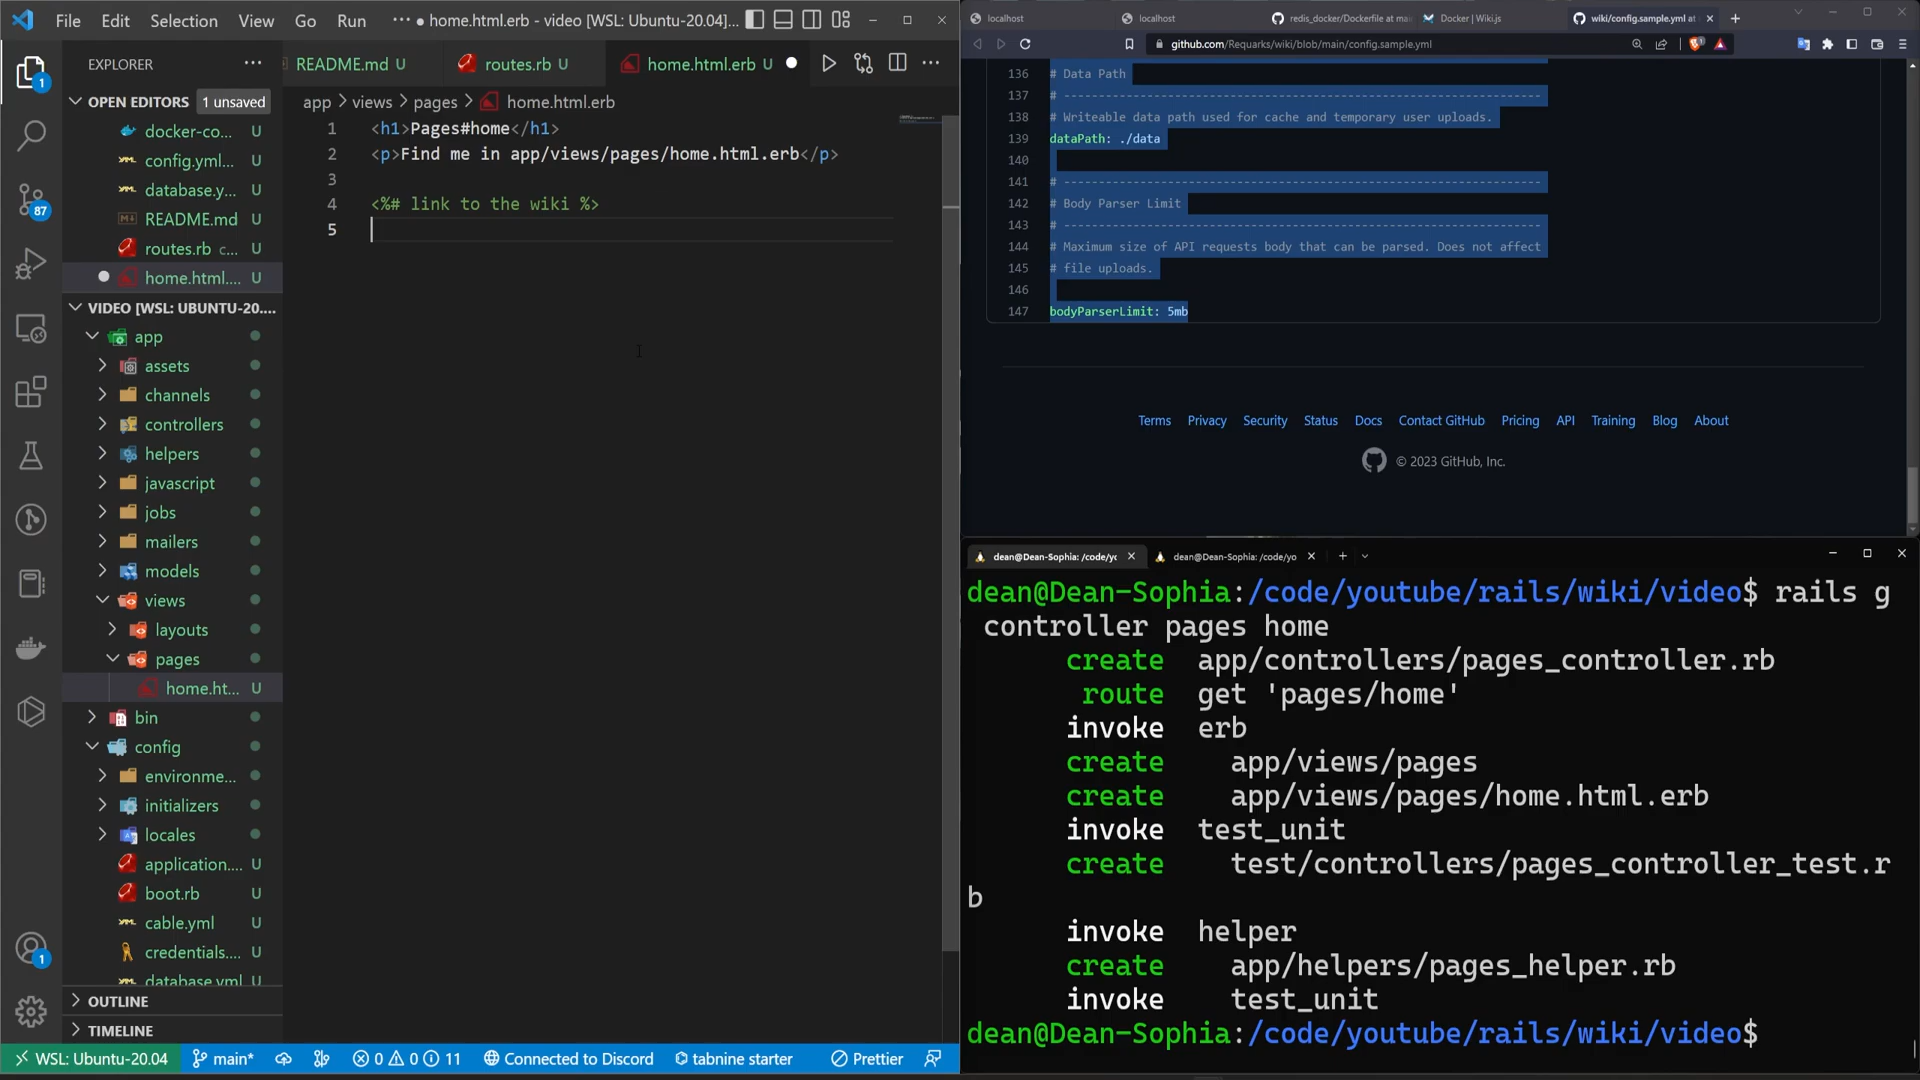 File Edit Selection View Go Run ··· ● home.html.erb - video [WSL: Ubuntu-20.04]...
EXPLORER ···
README.md U routes.rb U home.html.erb U
OPEN EDITORS 1 unsaved
app > views > pages > home.html.erb
docker-co... U
config.yml... U
database.y... U
README.md U
routes.rb c... U
home.html.... U
1 <h1>Pages#home</h1>
2 <p>Find me in app/views/pages/home.html.erb</p>
3
4 <%# link to the wiki %>
5
VIDEO [WSL: UBUNTU-20....
app
assets
channels
controllers
helpers
javascript
jobs
mailers
models
views
layouts
pages
home.ht... U
bin
config
environme...
initializers
locales
application.... U
boot.rb U
cable.yml U
credentials.... U
database.yml U
OUTLINE
TIMELINE
1
87
1
WSL: Ubuntu-20.04 main* 0 0 11 Connected to Discord tabnine starter Prettier
localhost localhost redis_docker/Dockerfile at mai Docker | Wiki.js wiki/config.sample.yml at
github.com/Requarks/wiki/blob/main/config.sample.yml
136 # Data Path
137 # ---------------------------------------------------------------------
138 # Writeable data path used for cache and temporary user uploads.
139 dataPath: ./data
140
141 # ---------------------------------------------------------------------
142 # Body Parser Limit
143 # ---------------------------------------------------------------------
144 # Maximum size of API requests body that can be parsed. Does not affect
145 # file uploads.
146
147 bodyParserLimit: 5mb
Terms Privacy Security Status Docs Contact GitHub Pricing API Training Blog About
© 2023 GitHub, Inc.
dean@Dean-Sophia: /code/yo dean@Dean-Sophia: /code/yo
dean@Dean-Sophia:/code/youtube/rails/wiki/video$ rails g
controller pages home
create app/controllers/pages_controller.rb
route get 'pages/home'
invoke erb
create app/views/pages
create app/views/pages/home.html.erb
invoke test_unit
create test/controllers/pages_controller_test.r
b
invoke helper
create app/helpers/pages_helper.rb
invoke test_unit
dean@Dean-Sophia:/code/youtube/rails/wiki/video$